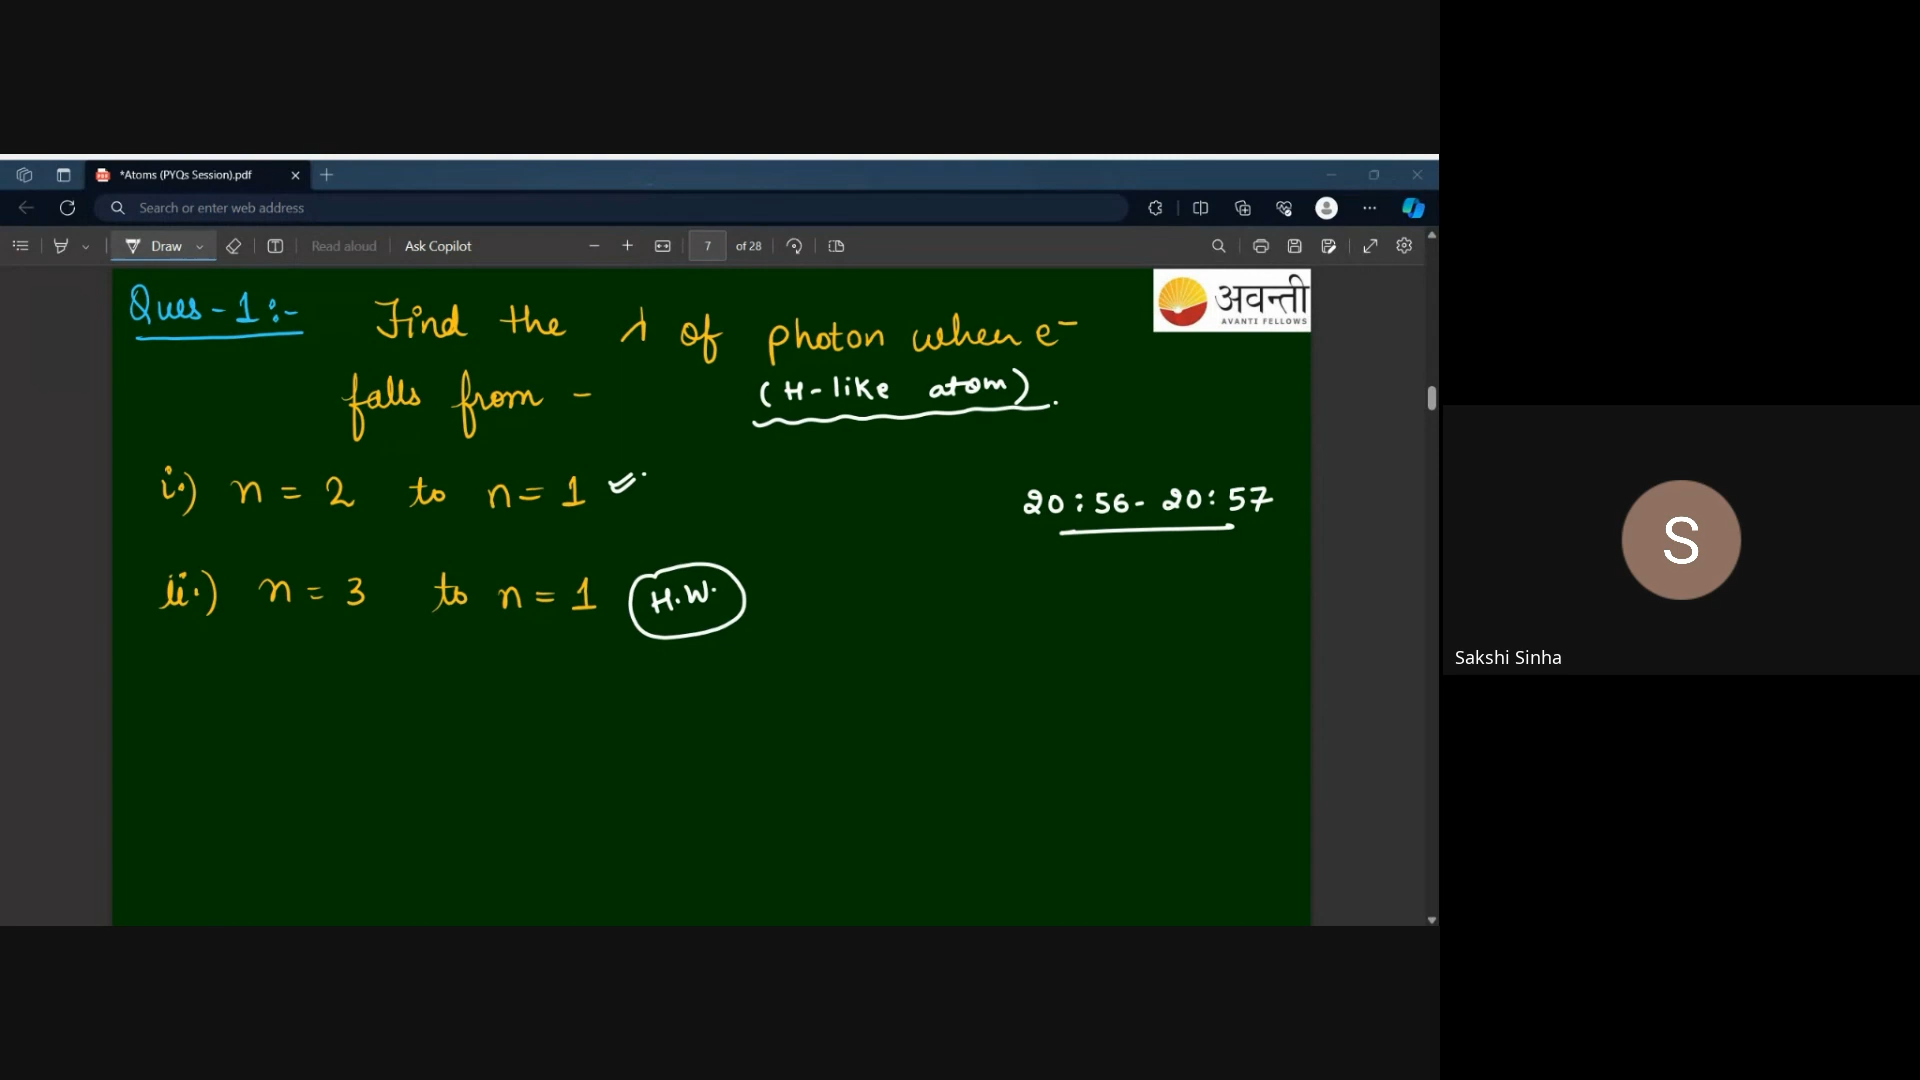 *Atoms (PYQs Session).pdf
Search or enter web address
Draw
Read aloud
Ask Copilot
7 of 28
Ques-1:- Find the λ of photon when e⁻
falls from - (H-like atom).
अवन्ती
AVANTI FELLOWS
i.) n = 2 to n = 1
20:56 - 20:57
ii.) n = 3 to n = 1 H.W.
S
Sakshi Sinha